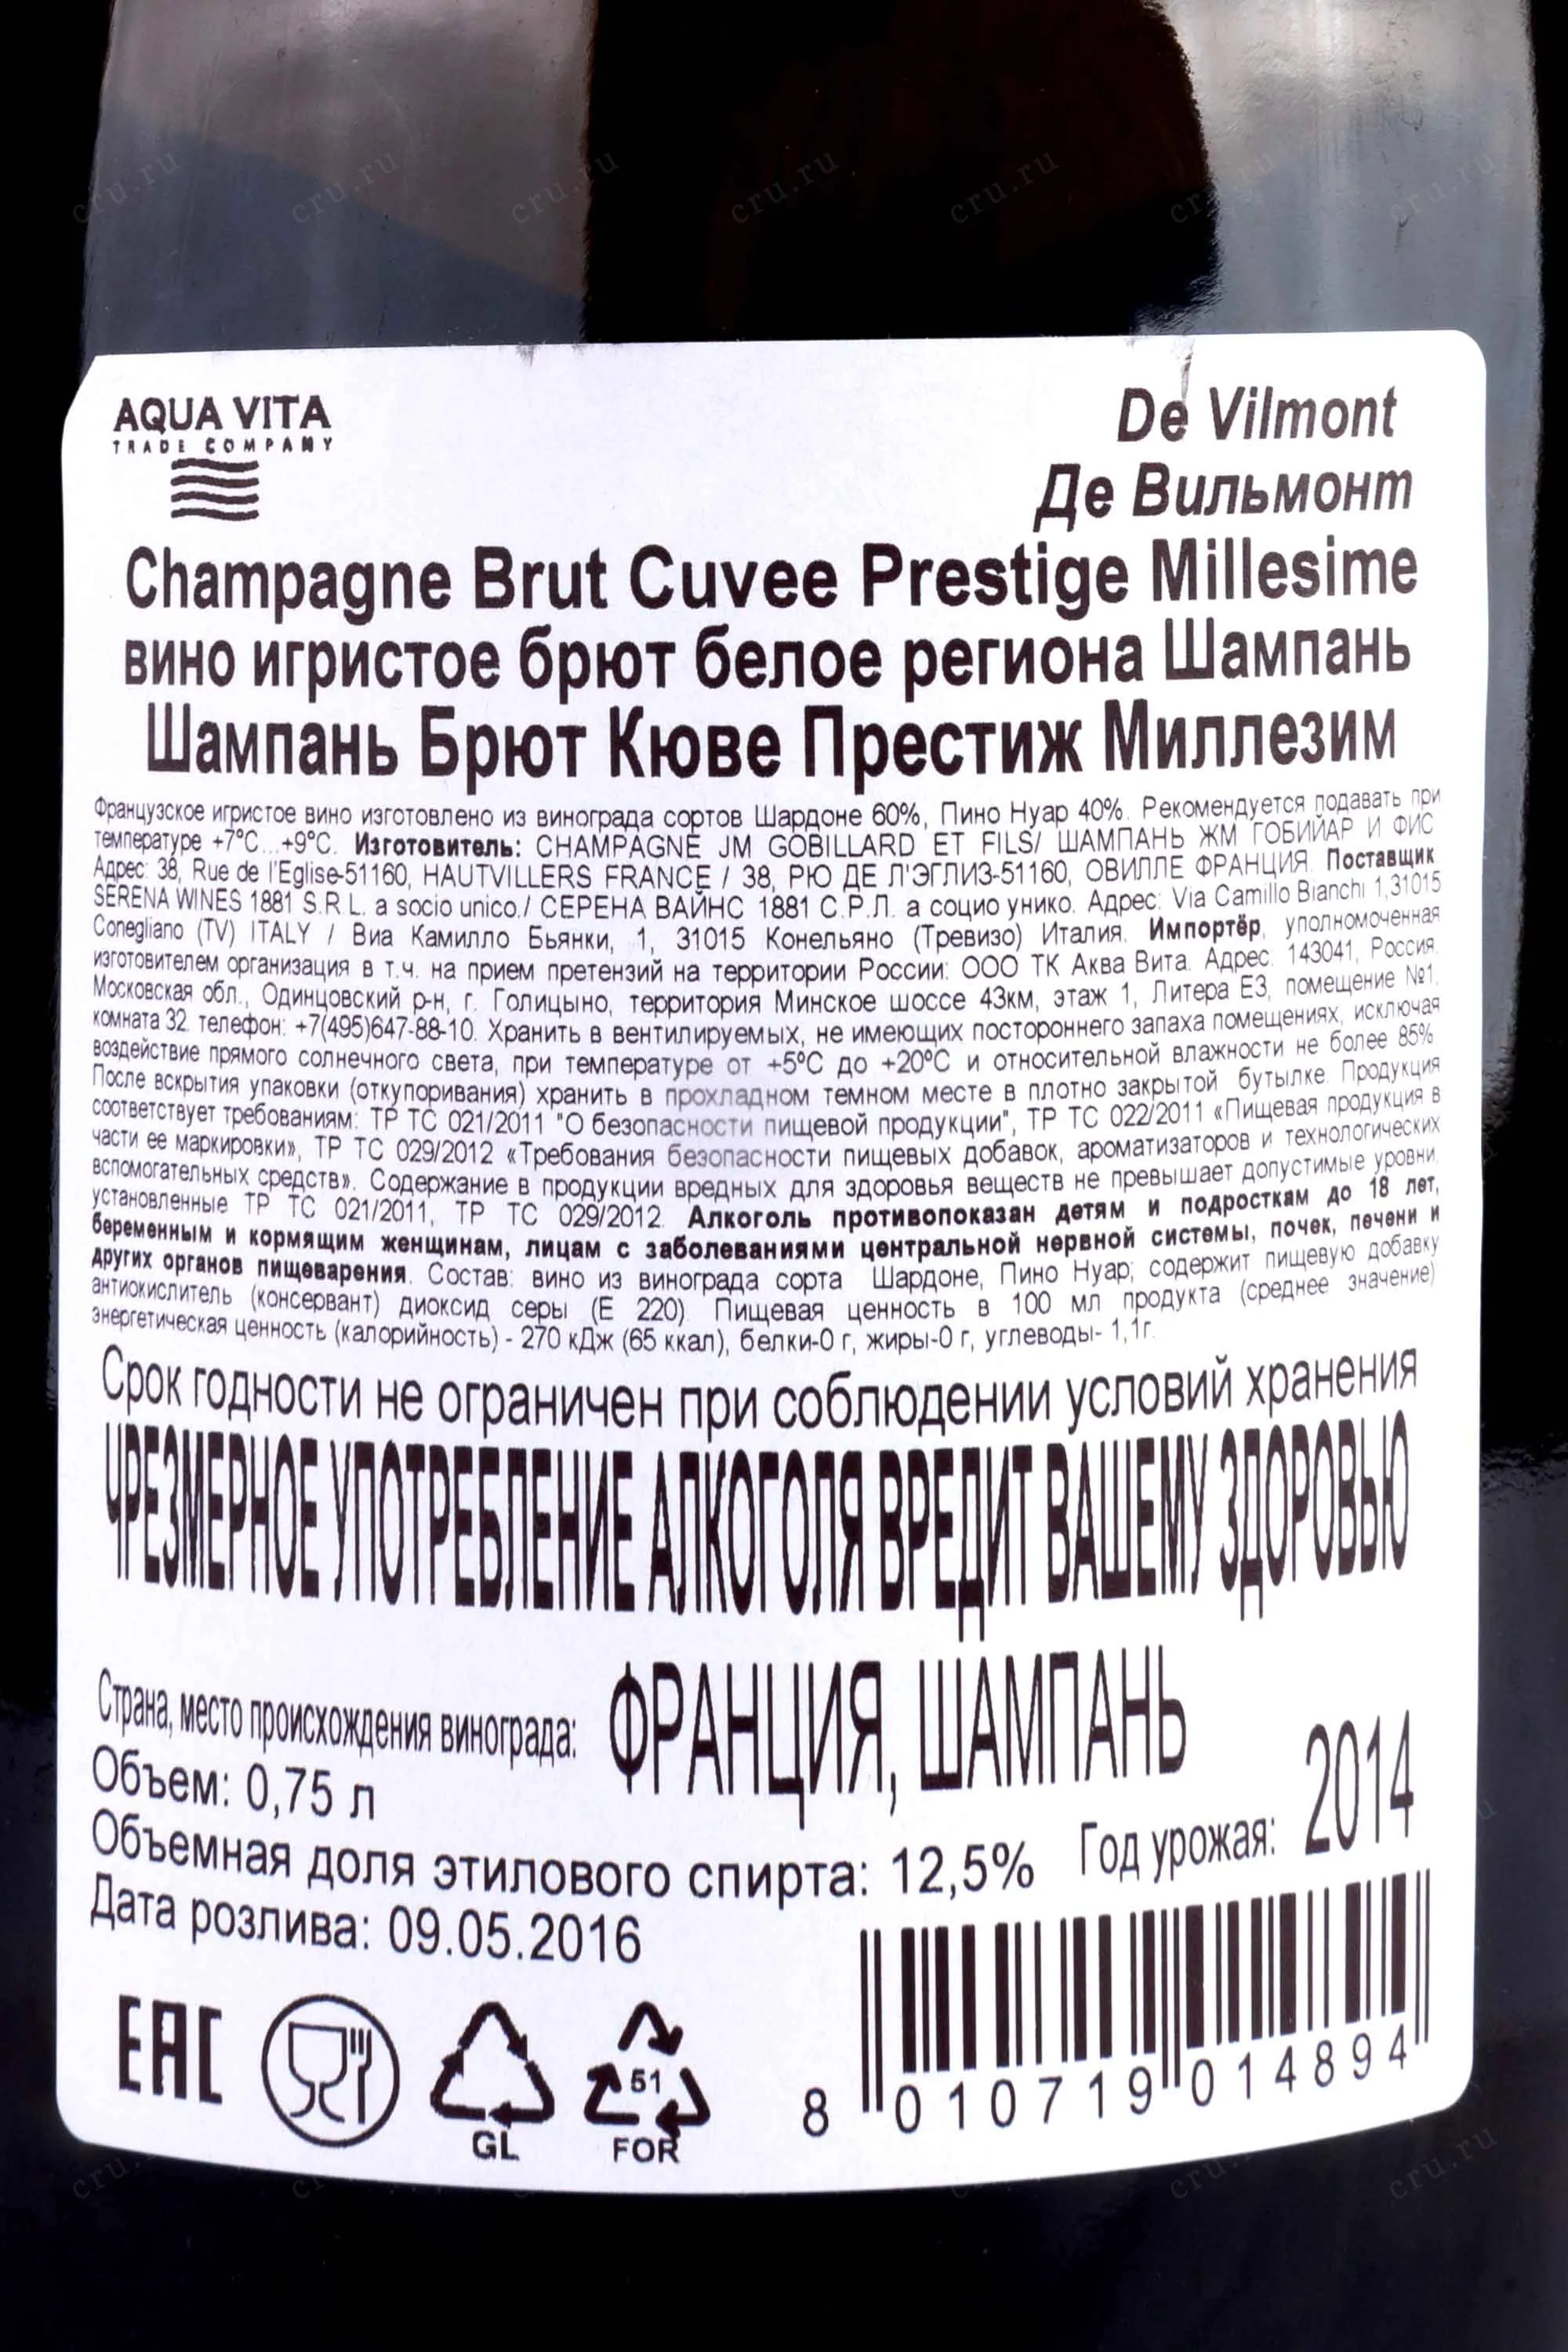 AQUA VITA
TRADE COMPANY
De Vilmont
Де Вильмонт
Champagne Brut Cuvee Prestige Millesime
вино игристое брют белое региона Шампань
Шампань Брют Кюве Престиж Миллезим
Французское игристое вино изготовлено из винограда сортов Шардоне 60%, Пино Нуар 40%. Рекомендуется подавать при
температуре +7°C...+9°C. Изготовитель: CHAMPAGNE JM GOBILLARD ET FILS/ ШАМПАНЬ ЖМ ГОБИЙАР И ФИС
Адрес: 38, Rue de l'Eglise-51160, HAUTVILLERS FRANCE / 38, РЮ ДЕ Л'ЭГЛИЗ-51160, ОВИЛЛЕ ФРАНЦИЯ. Поставщик
SERENA WINES 1881 S.R.L. a socio unico./ СЕРЕНА ВАЙНС 1881 С.Р.Л. а социо унико. Адрес: Via Camillo Bianchi 1,31015
Conegliano (TV) ITALY / Виа Камилло Бьянки, 1, 31015 Конельяно (Тревизо) Италия. Импортёр, уполномоченная
изготовителем организация в т.ч. на прием претензий на территории России: ООО ТК Аква Вита. Адрес: 143041, Россия,
Московская обл., Одинцовский р-н, г. Голицыно, территория Минское шоссе 43км, этаж 1, Литера Е3, помещение №1,
комната 32. телефон: +7(495)647-88-10. Хранить в вентилируемых, не имеющих постороннего запаха помещениях, исключая
воздействие прямого солнечного света, при температуре от +5°C до +20°C и относительной влажности не более 85%
После вскрытия упаковки (откупоривания) хранить в прохладном темном месте в плотно закрытой бутылке. Продукция
соответствует требованиям: ТР ТС 021/2011 "О безопасности пищевой продукции", ТР ТС 022/2011 «Пищевая продукция в
части ее маркировки», ТР ТС 029/2012 «Требования безопасности пищевых добавок, ароматизаторов и технологических
вспомогательных средств». Содержание в продукции вредных для здоровья веществ не превышает допустимые уровни,
установленные ТР ТС 021/2011, ТР ТС 029/2012. Алкоголь противопоказан детям и подросткам до 18 лет,
беременным и кормящим женщинам, лицам с заболеваниями центральной нервной системы, почек, печени и
других органов пищеварения. Состав: вино из винограда сорта Шардоне, Пино Нуар; содержит пищевую добавку
антиокислитель (консервант) диоксид серы (Е 220). Пищевая ценность в 100 мл продукта (среднее значение)
энергетическая ценность (калорийность) - 270 кДж (65 ккал), белки-0 г, жиры-0 г, углеводы- 1,1г.
Срок годности не ограничен при соблюдении условий хранения
ЧРЕЗМЕРНОЕ УПОТРЕБЛЕНИЕ АЛКОГОЛЯ ВРЕДИТ ВАШЕМУ ЗДОРОВЬЮ
Страна, место происхождения винограда: ФРАНЦИЯ, ШАМПАНЬ
Объем: 0,75 л
Объемная доля этилового спирта: 12,5% Год урожая: 2014
Дата розлива: 09.05.2016
EAC
GL
51
FOR
8 010719 014894
cru.ru